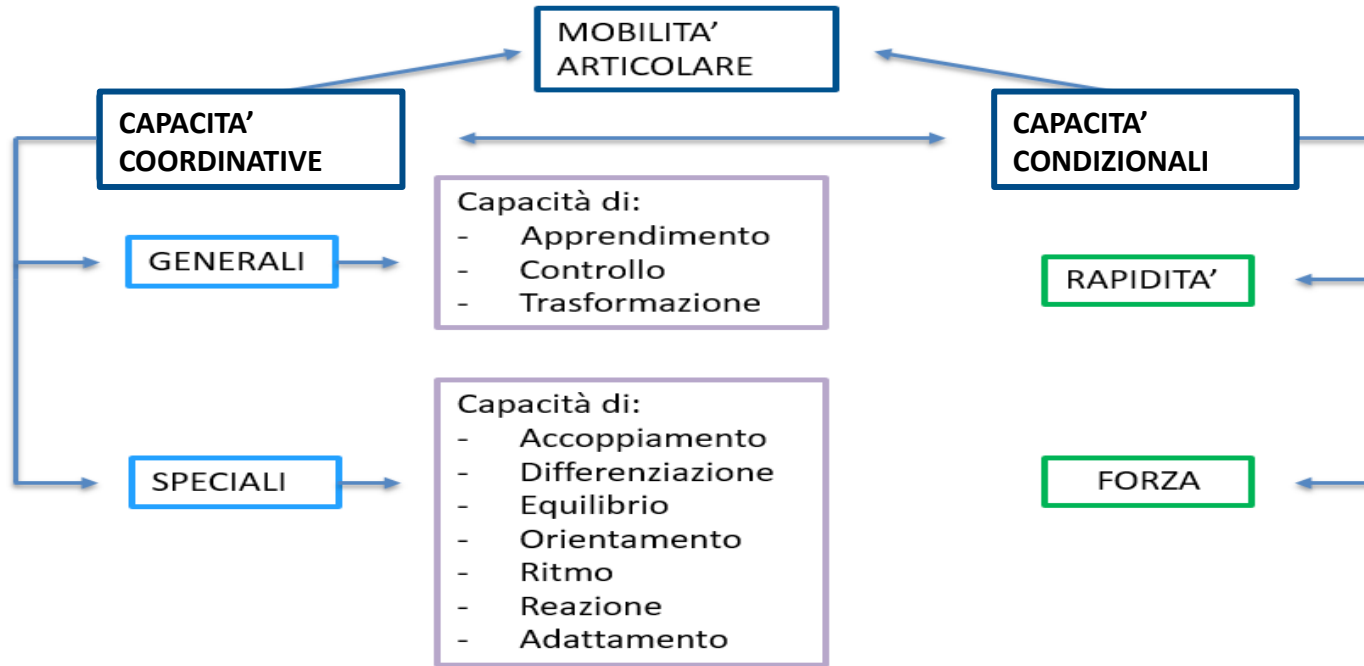 MOBILITA’
ARTICOLARE
CAPACITA’
COORDINATIVE
CAPACITA’
CONDIZIONALI
GENERALI
Capacità di:
- Apprendimento
- Controllo
- Trasformazione
RAPIDITA’
SPECIALI
Capacità di:
- Accoppiamento
- Differenziazione
- Equilibrio
- Orientamento
- Ritmo
- Reazione
- Adattamento
FORZA